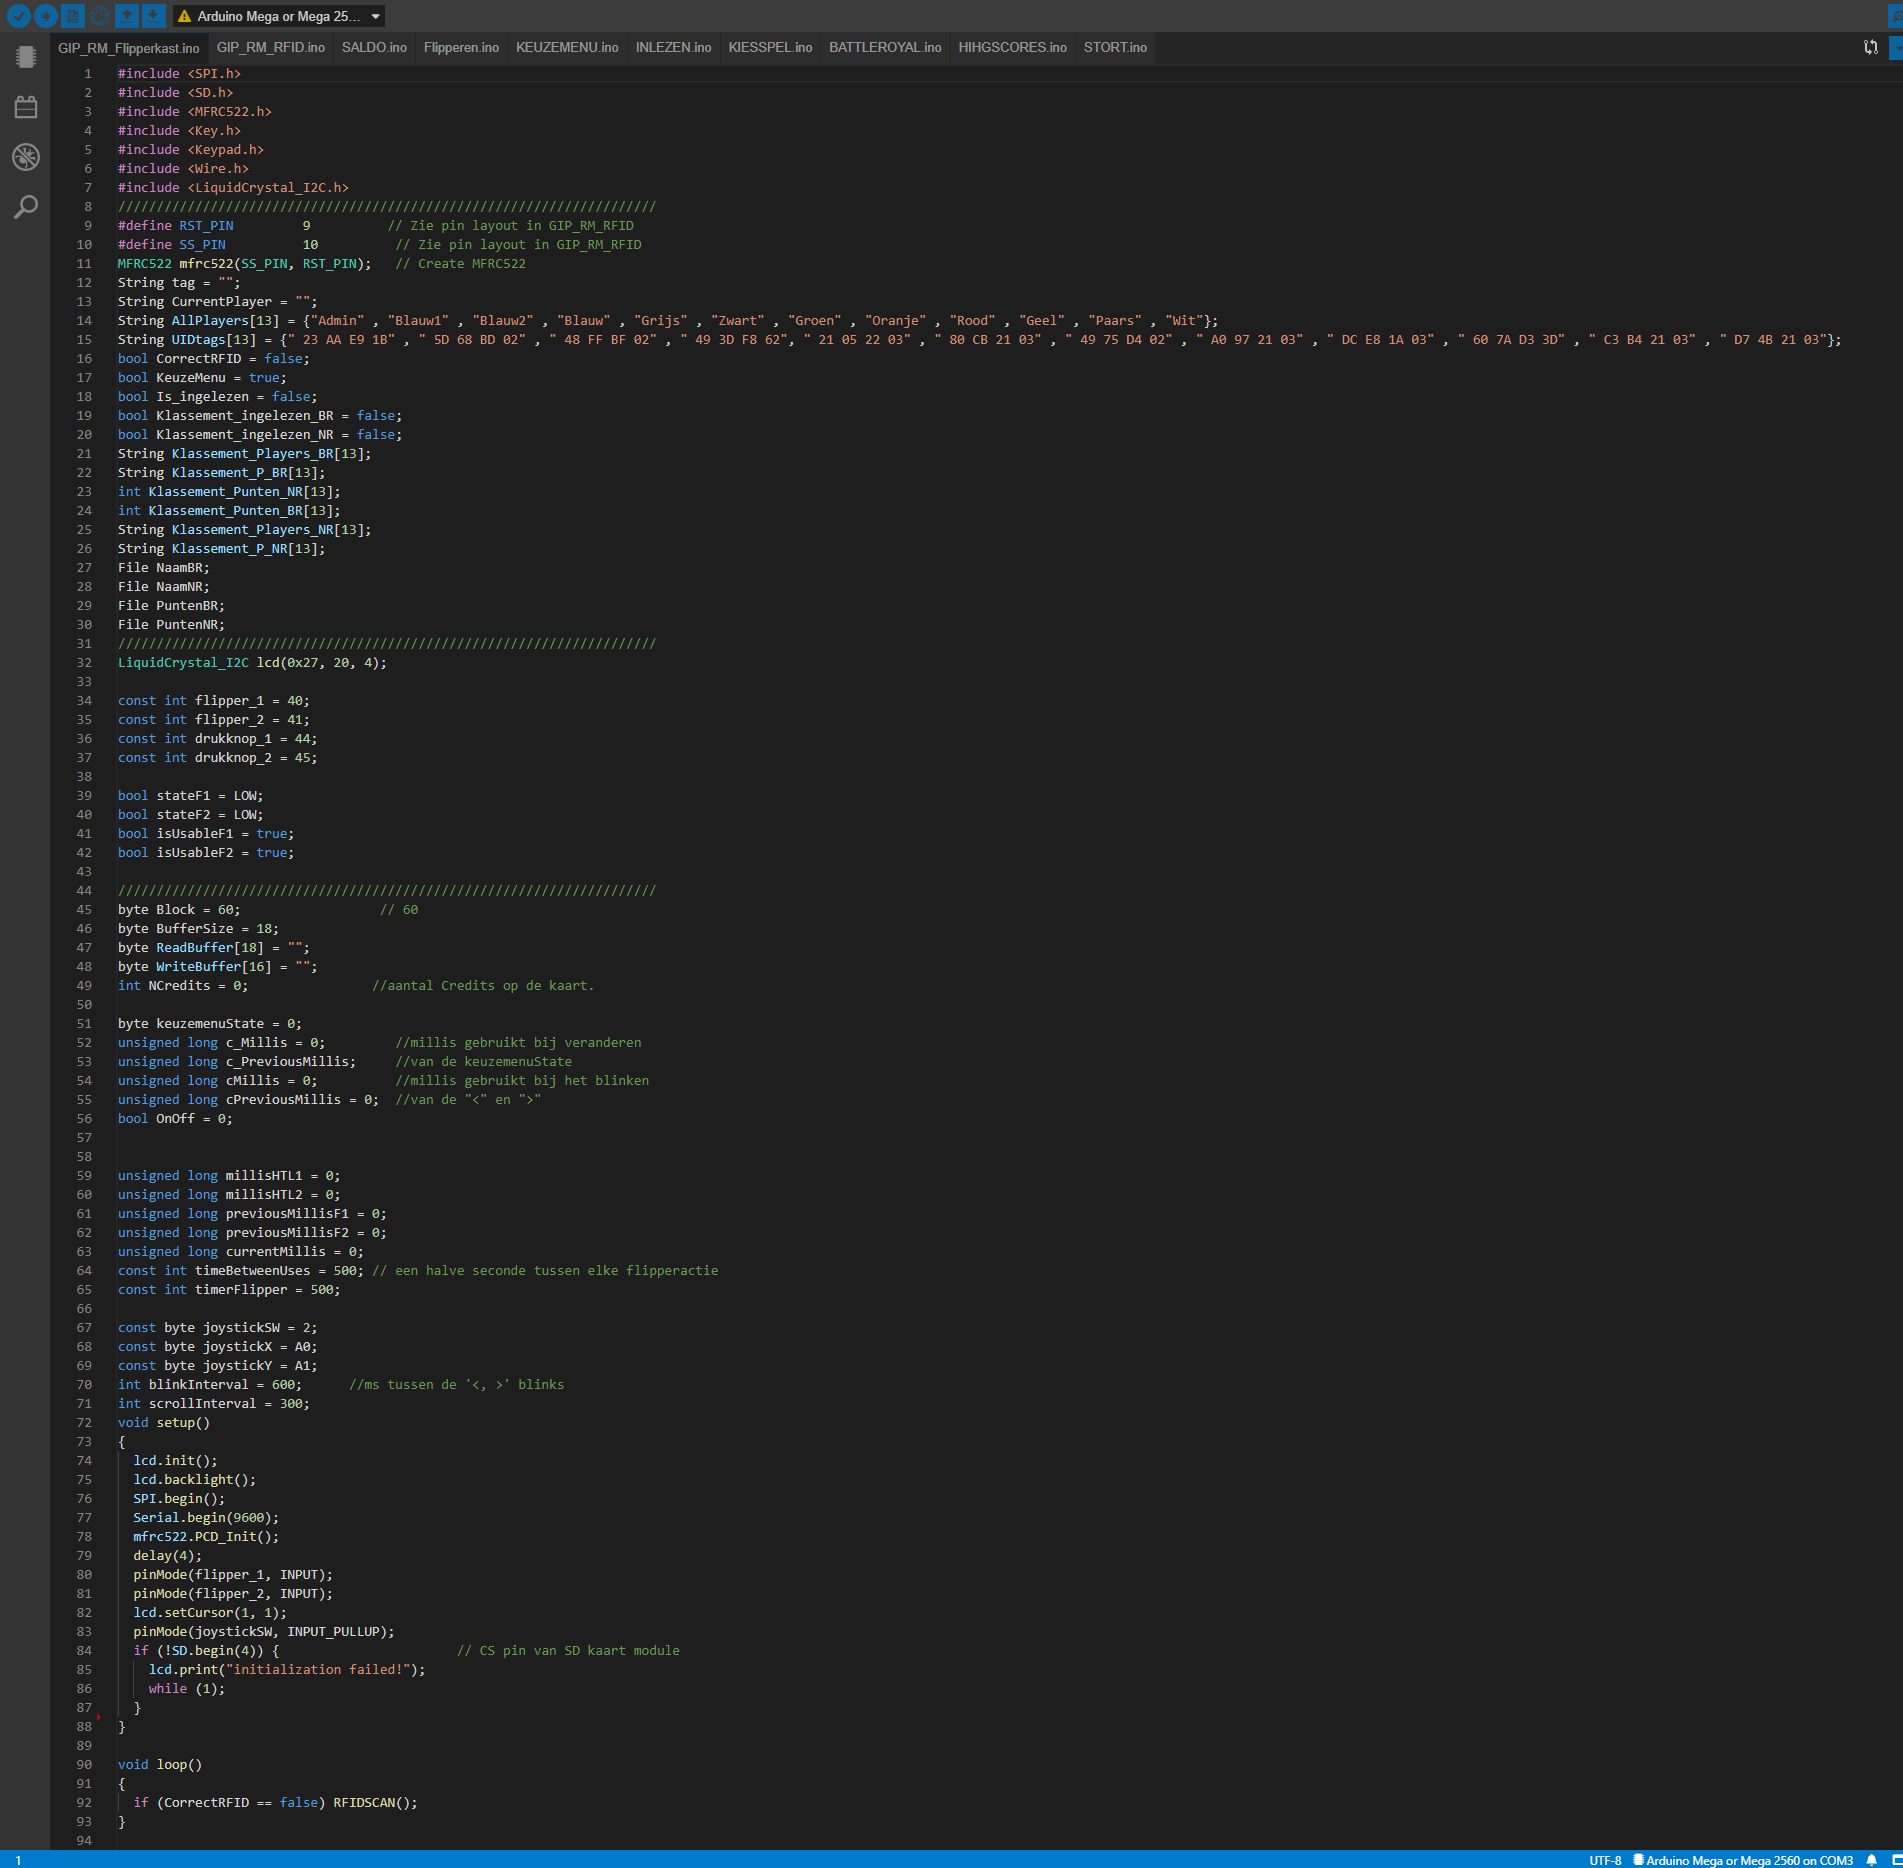 Arduino Mega or Mega 25...
GIP_RM_Flipperkast.ino GIP_RM_RFID.ino SALDO.ino Flipperen.ino KEUZEMENU.ino INLEZEN.ino KIESSPEL.ino BATTLEROYAL.ino HIHGSCORES.ino STORT.ino
1 #include <SPI.h>
2 #include <SD.h>
3 #include <MFRC522.h>
4 #include <Key.h>
5 #include <Keypad.h>
6 #include <Wire.h>
7 #include <LiquidCrystal_I2C.h>
8 //////////////////////////////////////////////////////////////////////
9 #define RST_PIN 9 // Zie pin layout in GIP_RM_RFID
10 #define SS_PIN 10 // Zie pin layout in GIP_RM_RFID
11 MFRC522 mfrc522(SS_PIN, RST_PIN); // Create MFRC522
12 String tag = "";
13 String CurrentPlayer = "";
14 String AllPlayers[13] = {"Admin" , "Blauw1" , "Blauw2" , "Blauw" , "Grijs" , "Zwart" , "Groen" , "Oranje" , "Rood" , "Geel" , "Paars" , "Wit"};
15 String UIDtags[13] = {" 23 AA E9 1B" , " 5D 68 BD 02" , " 48 FF BF 02" , " 49 3D F8 62", " 21 05 22 03" , " 80 CB 21 03" , " 49 75 D4 02" , " A0 97 21 03" , " DC E8 1A 03" , " 60 7A D3 3D" , " C3 B4 21 03" , " D7 4B 21 03"};
16 bool CorrectRFID = false;
17 bool KeuzeMenu = true;
18 bool Is_ingelezen = false;
19 bool Klassement_ingelezen_BR = false;
20 bool Klassement_ingelezen_NR = false;
21 String Klassement_Players_BR[13];
22 String Klassement_P_BR[13];
23 int Klassement_Punten_NR[13];
24 int Klassement_Punten_BR[13];
25 String Klassement_Players_NR[13];
26 String Klassement_P_NR[13];
27 File NaamBR;
28 File NaamNR;
29 File PuntenBR;
30 File PuntenNR;
31 //////////////////////////////////////////////////////////////////////
32 LiquidCrystal_I2C lcd(0x27, 20, 4);
33
34 const int flipper_1 = 40;
35 const int flipper_2 = 41;
36 const int drukknop_1 = 44;
37 const int drukknop_2 = 45;
38
39 bool stateF1 = LOW;
40 bool stateF2 = LOW;
41 bool isUsableF1 = true;
42 bool isUsableF2 = true;
43
44 //////////////////////////////////////////////////////////////////////
45 byte Block = 60; // 60
46 byte BufferSize = 18;
47 byte ReadBuffer[18] = "";
48 byte WriteBuffer[16] = "";
49 int NCredits = 0; //aantal Credits op de kaart.
50
51 byte keuzemenuState = 0;
52 unsigned long c_Millis = 0; //millis gebruikt bij veranderen
53 unsigned long c_PreviousMillis; //van de keuzemenuState
54 unsigned long cMillis = 0; //millis gebruikt bij het blinken
55 unsigned long cPreviousMillis = 0; //van de "<" en ">"
56 bool OnOff = 0;
57
58
59 unsigned long millisHTL1 = 0;
60 unsigned long millisHTL2 = 0;
61 unsigned long previousMillisF1 = 0;
62 unsigned long previousMillisF2 = 0;
63 unsigned long currentMillis = 0;
64 const int timeBetweenUses = 500; // een halve seconde tussen elke flipperactie
65 const int timerFlipper = 500;
66
67 const byte joystickSW = 2;
68 const byte joystickX = A0;
69 const byte joystickY = A1;
70 int blinkInterval = 600; //ms tussen de '<, >' blinks
71 int scrollInterval = 300;
72 void setup()
73 {
74 lcd.init();
75 lcd.backlight();
76 SPI.begin();
77 Serial.begin(9600);
78 mfrc522.PCD_Init();
79 delay(4);
80 pinMode(flipper_1, INPUT);
81 pinMode(flipper_2, INPUT);
82 lcd.setCursor(1, 1);
83 pinMode(joystickSW, INPUT_PULLUP);
84 if (!SD.begin(4)) { // CS pin van SD kaart module
85 lcd.print("initialization failed!");
86 while (1);
87 }
88 }
89
90 void loop()
91 {
92 if (CorrectRFID == false) RFIDSCAN();
93 }
94
1 UTF-8 Arduino Mega or Mega 2560 on COM3